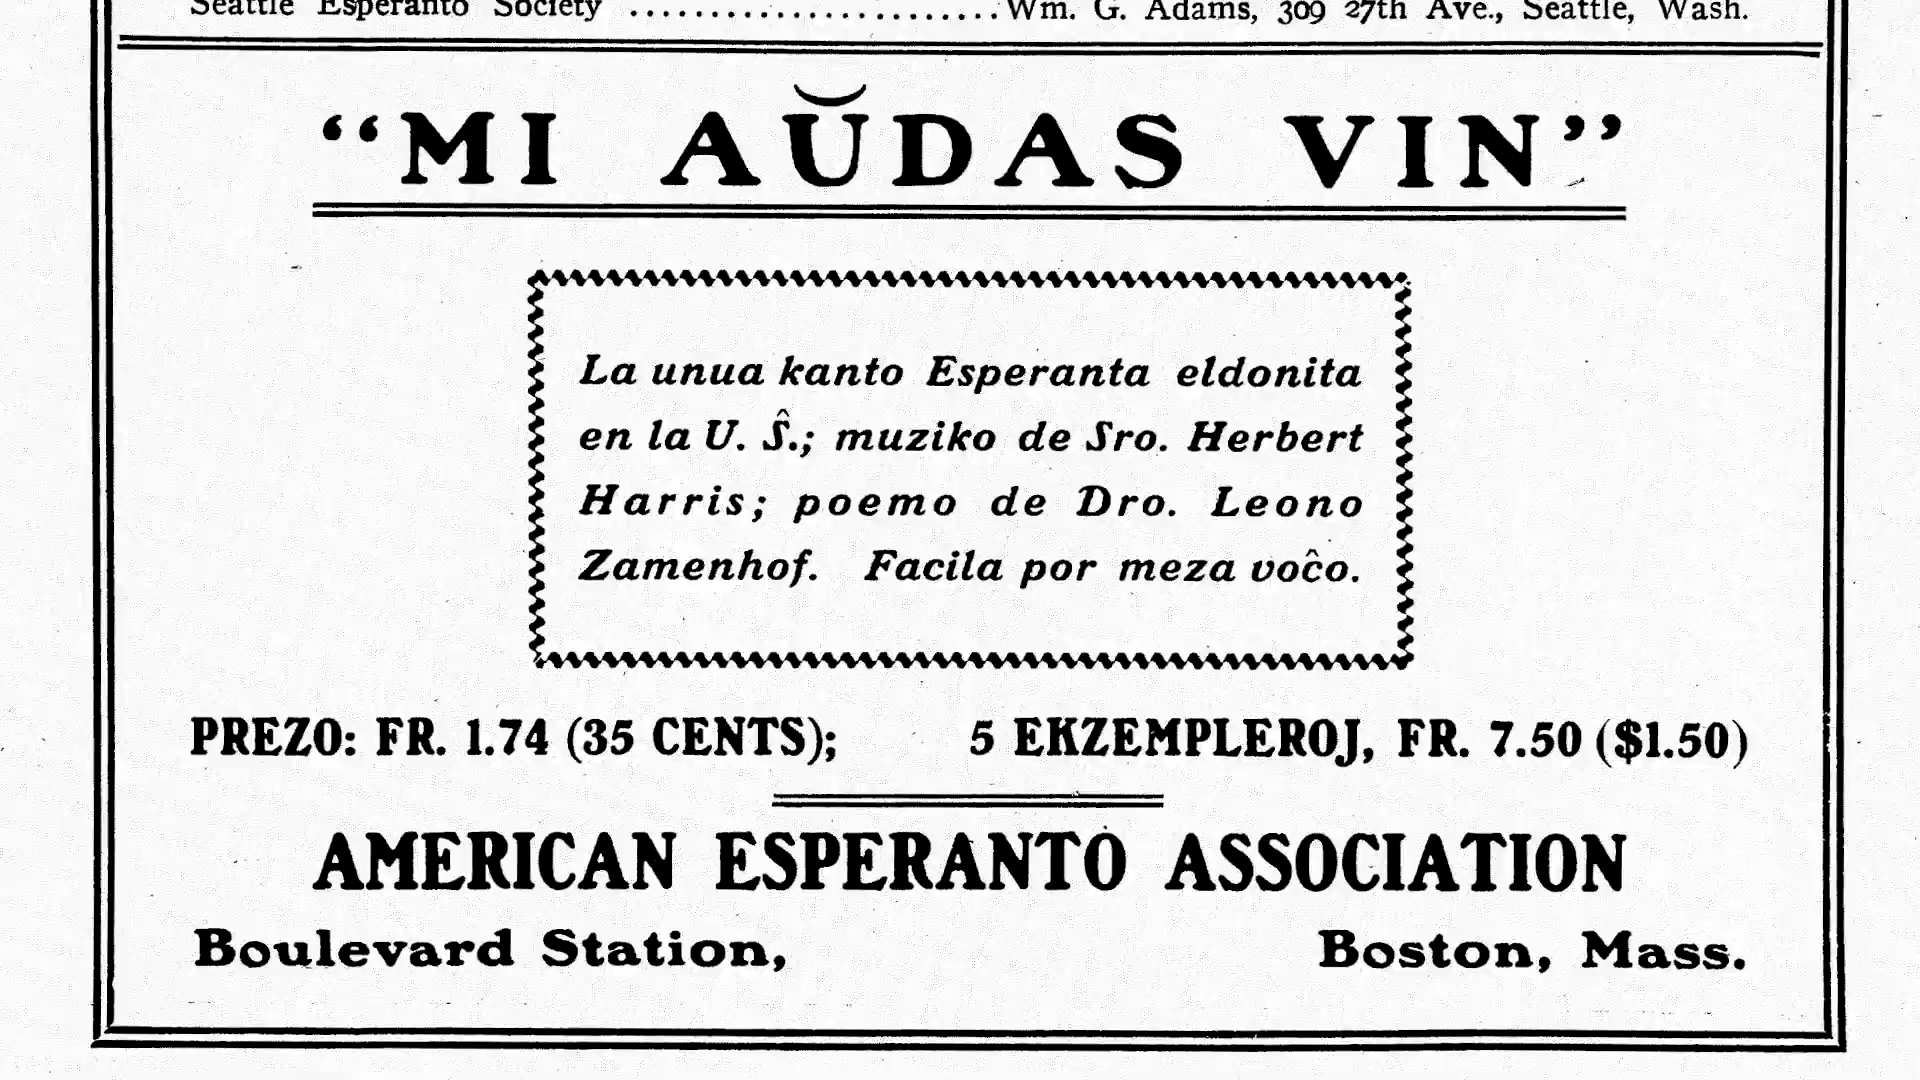 Seattle Esperanto Society ........................Wm. G. Adams, 309 27th Ave., Seattle, Wash.
“MI AŬDAS VIN”
La unua kanto Esperanta eldonita
en la U. Ŝ.; muziko de Sro. Herbert
Harris; poemo de Dro. Leono
Zamenhof. Facila por meza voĉo.
PREZO: FR. 1.74 (35 CENTS); 5 EKZEMPLEROJ, FR. 7.50 ($1.50)
AMERICAN ESPERANTO ASSOCIATION
Boulevard Station, Boston, Mass.